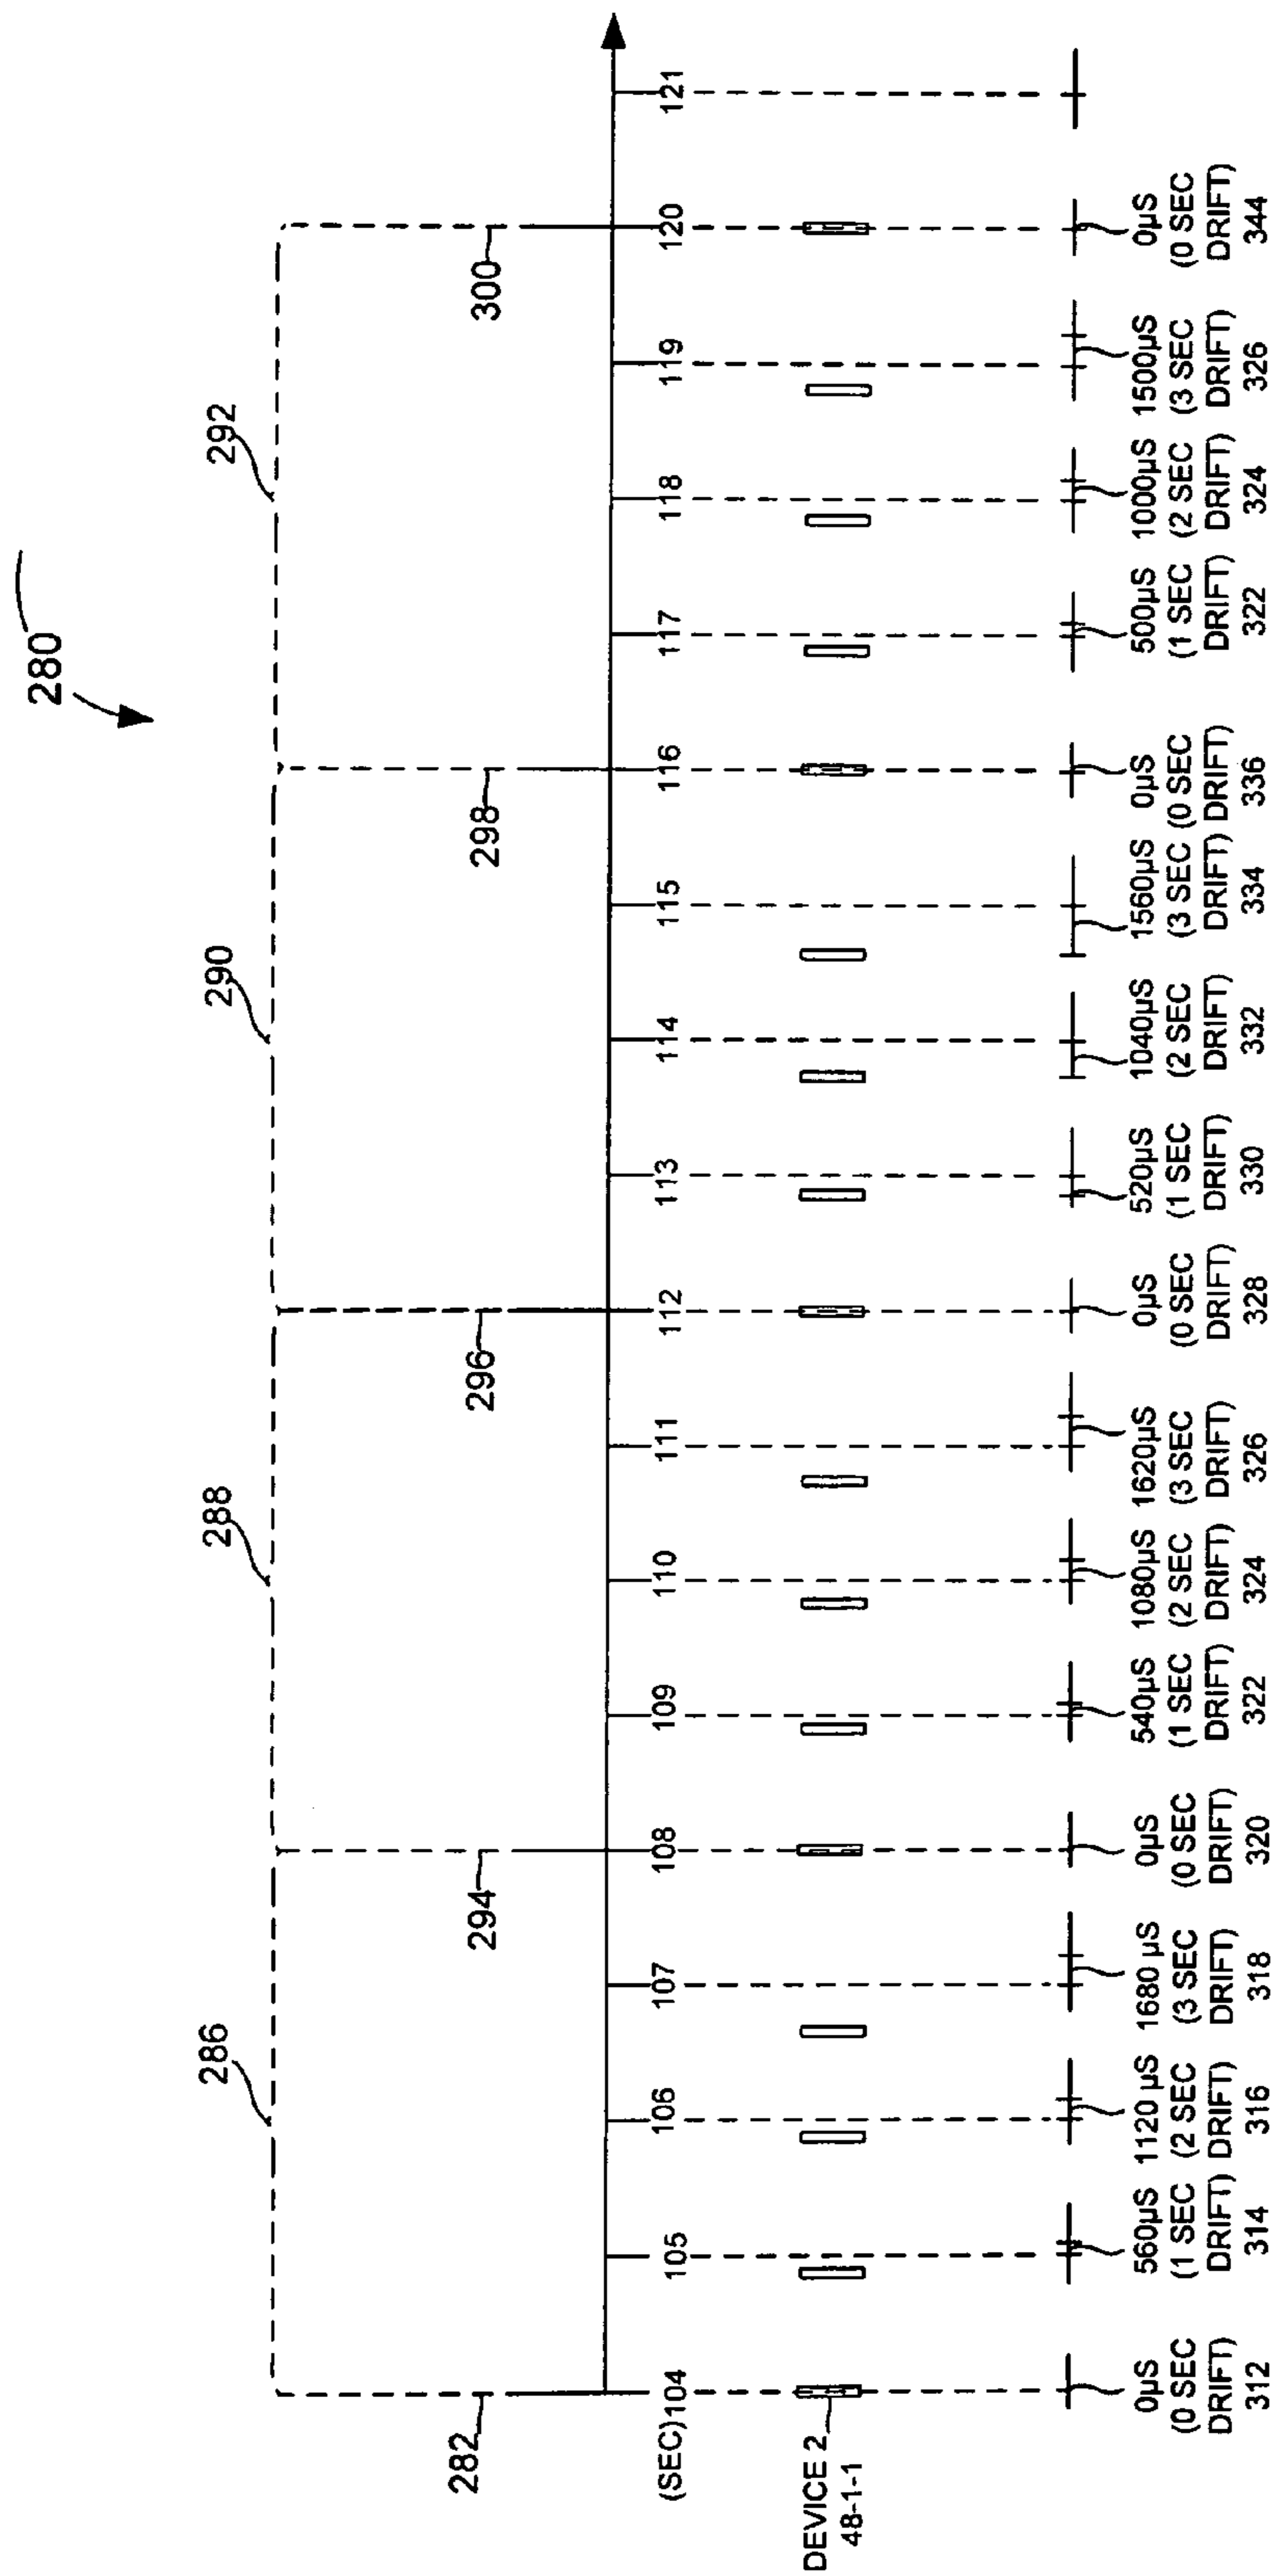 280
286
288
290
292
282
294
296
298
300
(SEC)104
105
106
107
108
109
110
111
112
113
114
115
116
117
118
119
120
121
DEVICE 2
48-1-1
0µS
(0 SEC
DRIFT)
312
560µS
(1 SEC
DRIFT)
314
1120 µS
(2 SEC
DRIFT)
316
1680 µS
(3 SEC
DRIFT)
318
0µS
(0 SEC
DRIFT)
320
540µS
(1 SEC
DRIFT)
322
1080µS
(2 SEC
DRIFT)
324
1620µS
(3 SEC
DRIFT)
326
0µS
(0 SEC
DRIFT)
328
520µS
(1 SEC
DRIFT)
330
1040µS
(2 SEC
DRIFT)
332
1560µS
(3 SEC
DRIFT)
334
0µS
(0 SEC
DRIFT)
336
500µS
(1 SEC
DRIFT)
322
1000µS
(2 SEC
DRIFT)
324
1500µS
(3 SEC
DRIFT)
326
0µS
(0 SEC
DRIFT)
344